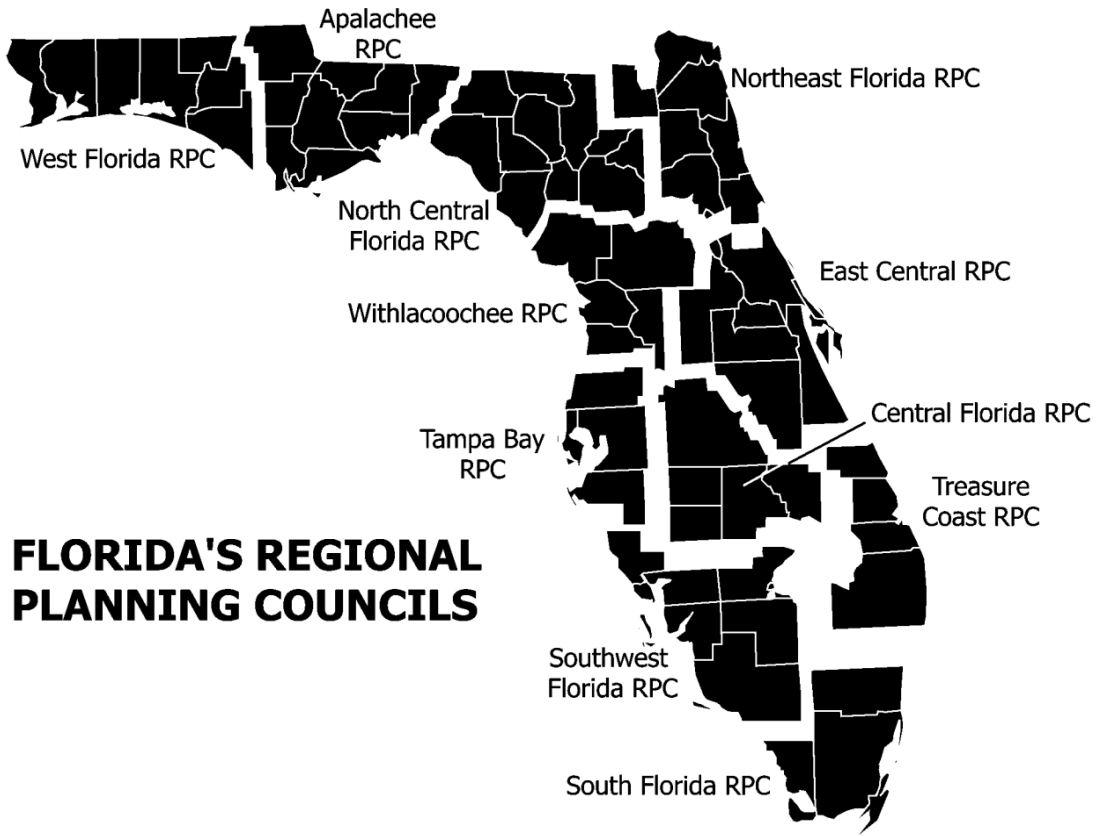 Apalachee
RPC
Northeast Florida RPC
West Florida RPC
North Central
Florida RPC
East Central RPC
Withlacoochee RPC
Central Florida RPC
Tampa Bay
RPC
Treasure
Coast RPC
FLORIDA'S REGIONAL
PLANNING COUNCILS
Southwest
Florida RPC
South Florida RPC